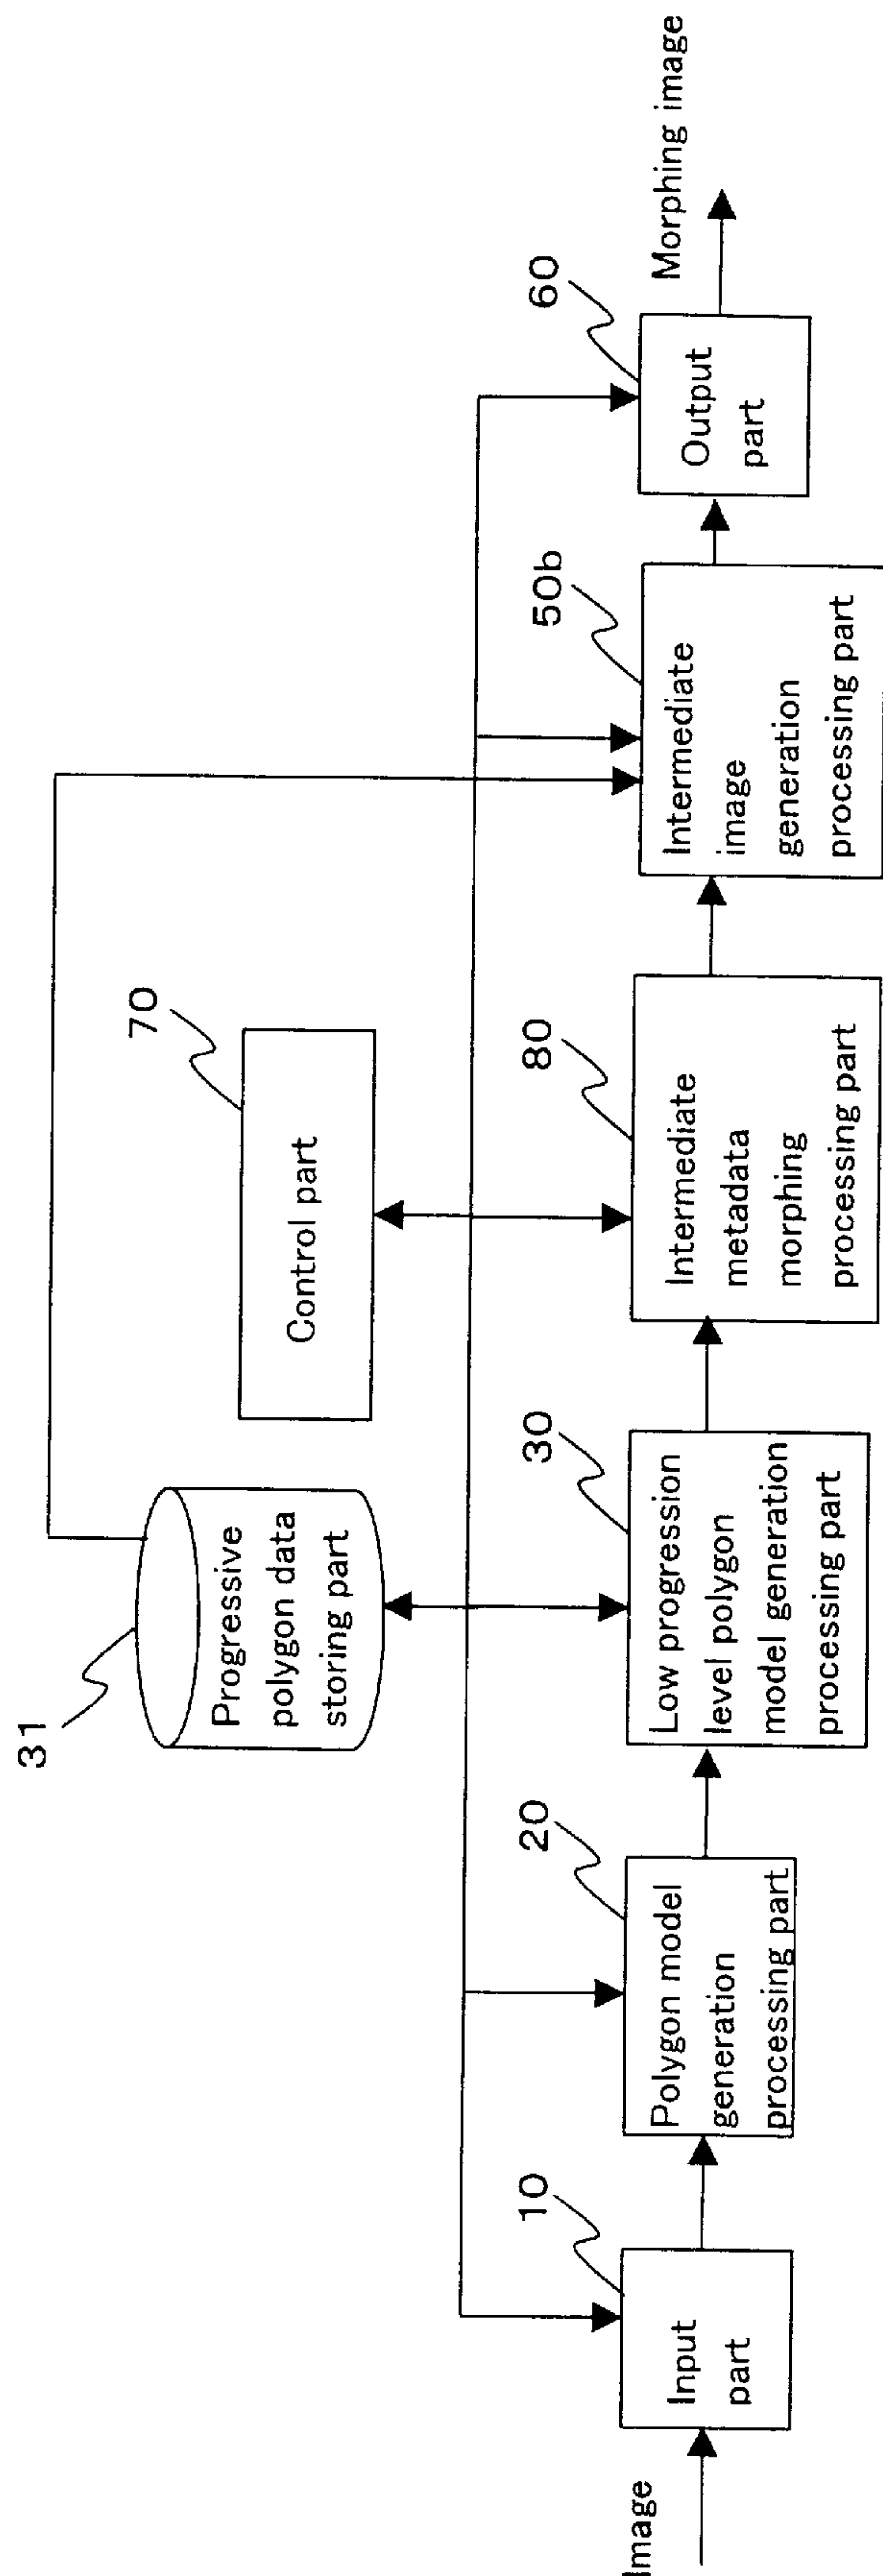 31
Progressive
polygon data
storing part
70
Control part
Image
10
Input
part
20
Polygon model
generation
processing part
30
Low progression
level polygon
model generation
processing part
80
Intermediate
metadata
morphing
processing part
50b
Intermediate
image
generation
processing part
60
Output
part
Morphing image